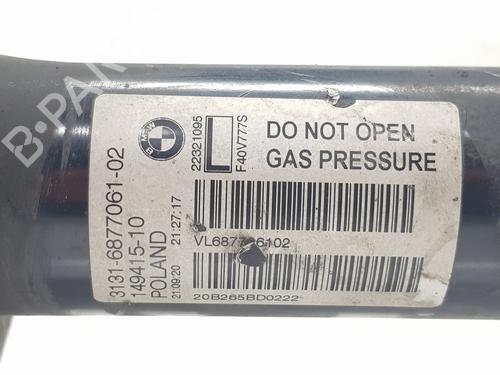 B-PARTS
BMW
3131-6877061-02
149415-10
POLAND
21:09:20
21:27:17
22321095
L
F40V777S
DO NOT OPEN
GAS PRESSURE
20B265BD0222